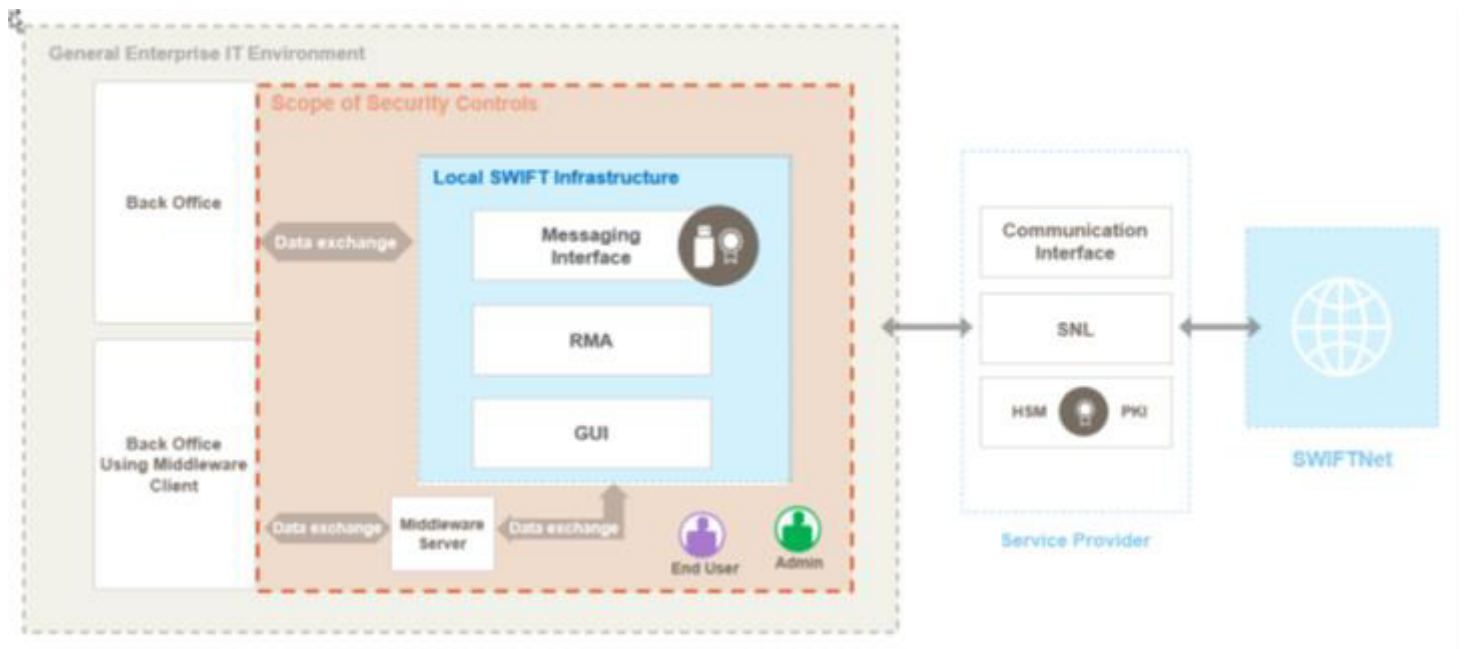 General Enterprise IT Environment
Scope of Security Controls
Back Office
Data exchange
Local SWIFT Infrastructure
Messaging
Interface
RMA
GUI
Back Office
Using Middleware
Client
Data exchange
Middleware
Server
Data exchange
End User
Admin
Communication
Interface
SNL
HSM
PKI
Service Provider
SWIFTNet